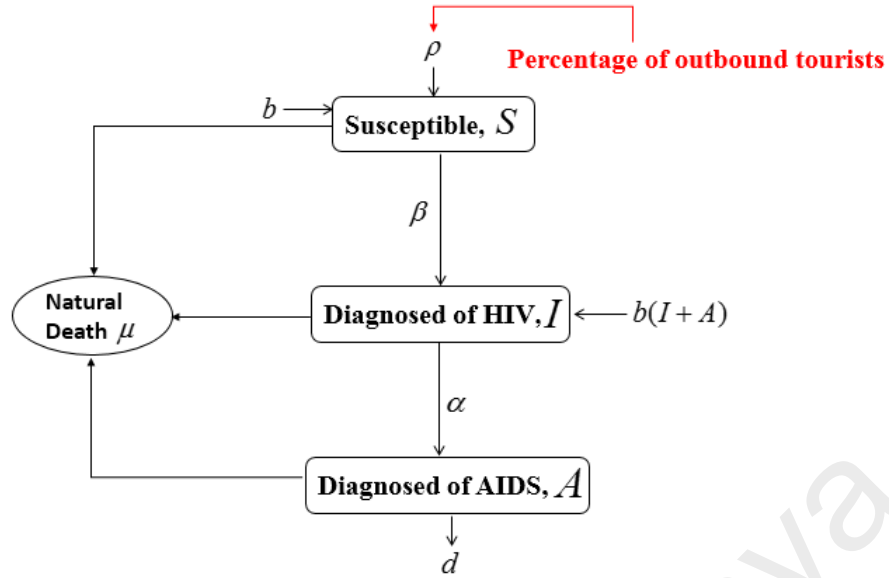 ρ
Percentage of outbound tourists
b
Susceptible, S
β
Natural
Death μ
Diagnosed of HIV, I
b(I + A)
α
Diagnosed of AIDS, A
d